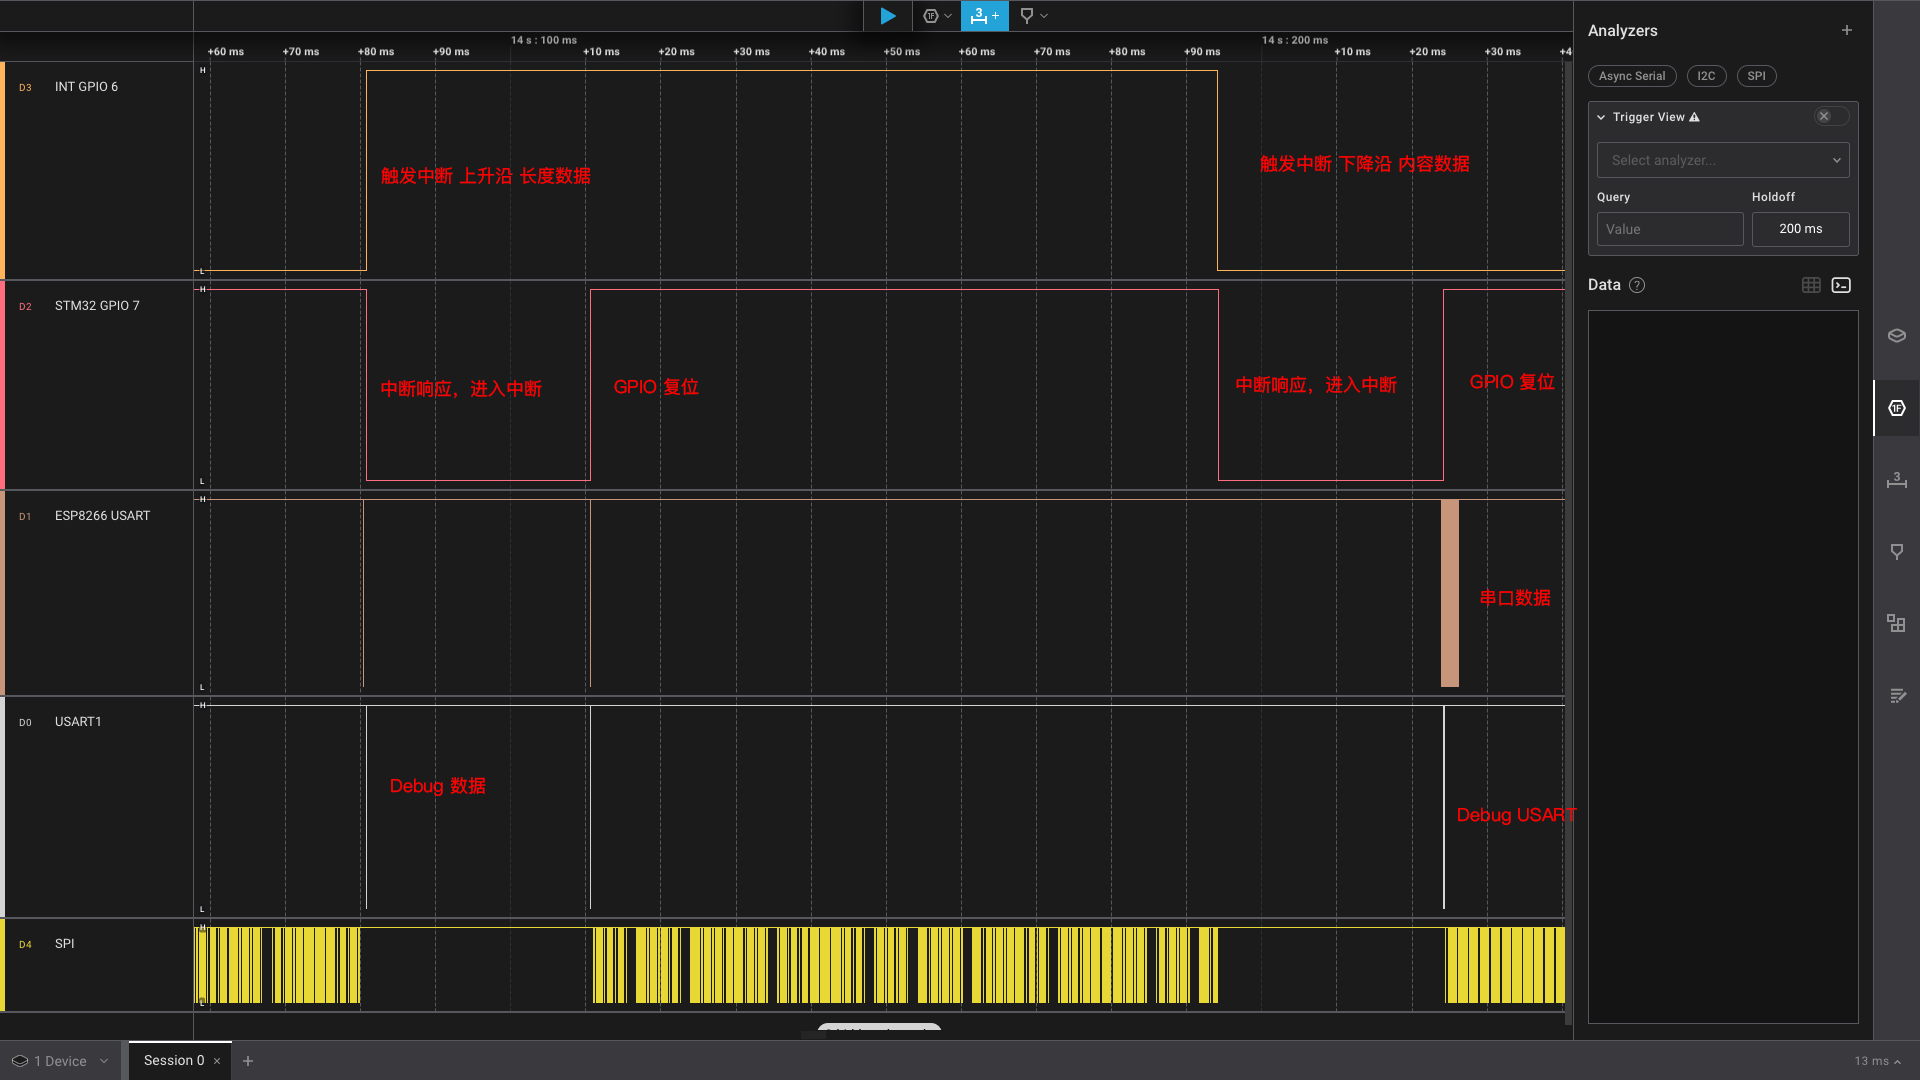 1F
3 +
Analyzers
14 s : 100 ms
14 s : 200 ms
+60 ms
+70 ms
+80 ms
+90 ms
+10 ms
+20 ms
+30 ms
+40 ms
+50 ms
+60 ms
+70 ms
+80 ms
+90 ms
+10 ms
+20 ms
+30 ms
Async Serial
I2C
SPI
Trigger View
Select analyzer...
Query
Holdoff
Value
200 ms
Data ?
D3
INT GPIO 6
H
L
触发中断 上升沿 长度数据
触发中断 下降沿 内容数据
D2
STM32 GPIO 7
H
L
中断响应，进入中断
GPIO 复位
中断响应，进入中断
GPIO 复位
D1
ESP8266 USART
H
L
串口数据
D0
USART1
H
L
Debug 数据
Debug USART
D4
SPI
H
L
1F
3
1 Device
Session 0
13 ms